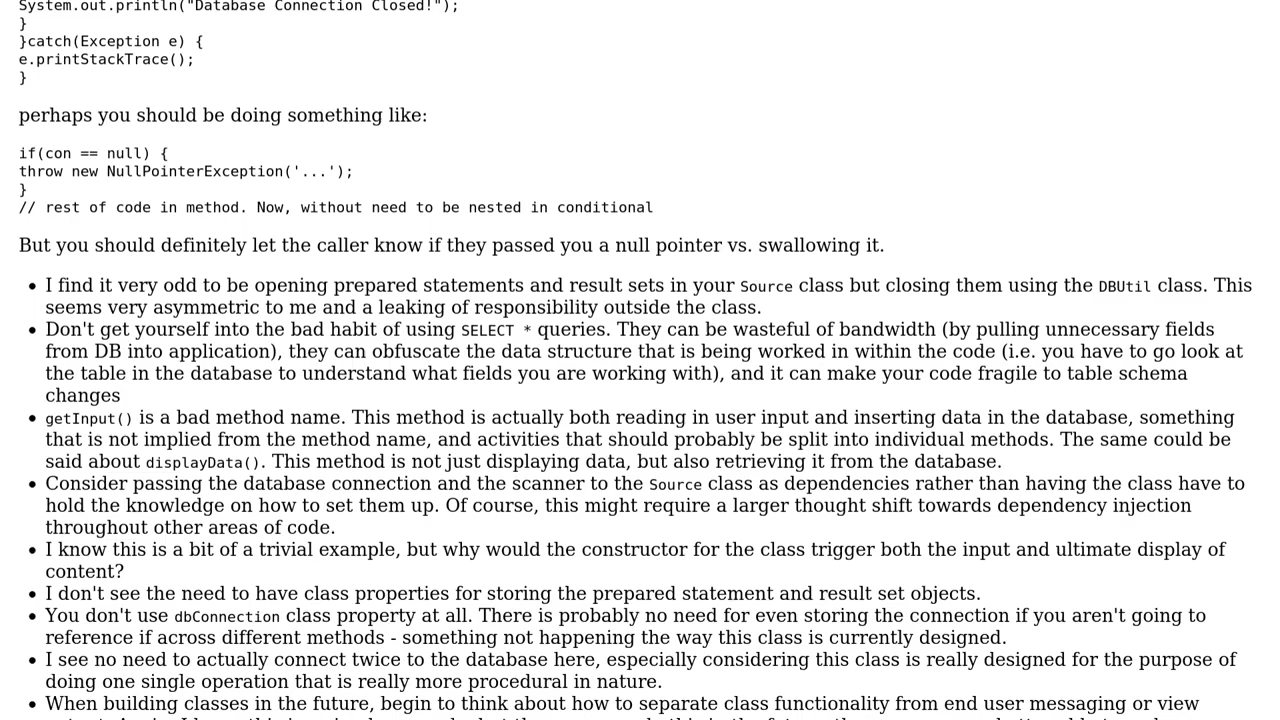 System.out.println("Database Connection Closed!");
}
}catch(Exception e) {
e.printStackTrace();
}
perhaps you should be doing something like:
if(con == null) {
throw new NullPointerException('...');
}
// rest of code in method. Now, without need to be nested in conditional
But you should definitely let the caller know if they passed you a null pointer vs. swallowing it.
• I find it very odd to be opening prepared statements and result sets in your Source class but closing them using the DBUtil class. This
seems very asymmetric to me and a leaking of responsibility outside the class.
• Don't get yourself into the bad habit of using SELECT * queries. They can be wasteful of bandwidth (by pulling unnecessary fields
from DB into application), they can obfuscate the data structure that is being worked in within the code (i.e. you have to go look at
the table in the database to understand what fields you are working with), and it can make your code fragile to table schema
changes
• getInput() is a bad method name. This method is actually both reading in user input and inserting data in the database, something
that is not implied from the method name, and activities that should probably be split into individual methods. The same could be
said about displayData(). This method is not just displaying data, but also retrieving it from the database.
• Consider passing the database connection and the scanner to the Source class as dependencies rather than having the class have to
hold the knowledge on how to set them up. Of course, this might require a larger thought shift towards dependency injection
throughout other areas of code.
• I know this is a bit of a trivial example, but why would the constructor for the class trigger both the input and ultimate display of
content?
• I don't see the need to have class properties for storing the prepared statement and result set objects.
• You don't use dbConnection class property at all. There is probably no need for even storing the connection if you aren't going to
reference if across different methods - something not happening the way this class is currently designed.
• I see no need to actually connect twice to the database here, especially considering this class is really designed for the purpose of
doing one single operation that is really more procedural in nature.
• When building classes in the future, begin to think about how to separate class functionality from end user messaging or view